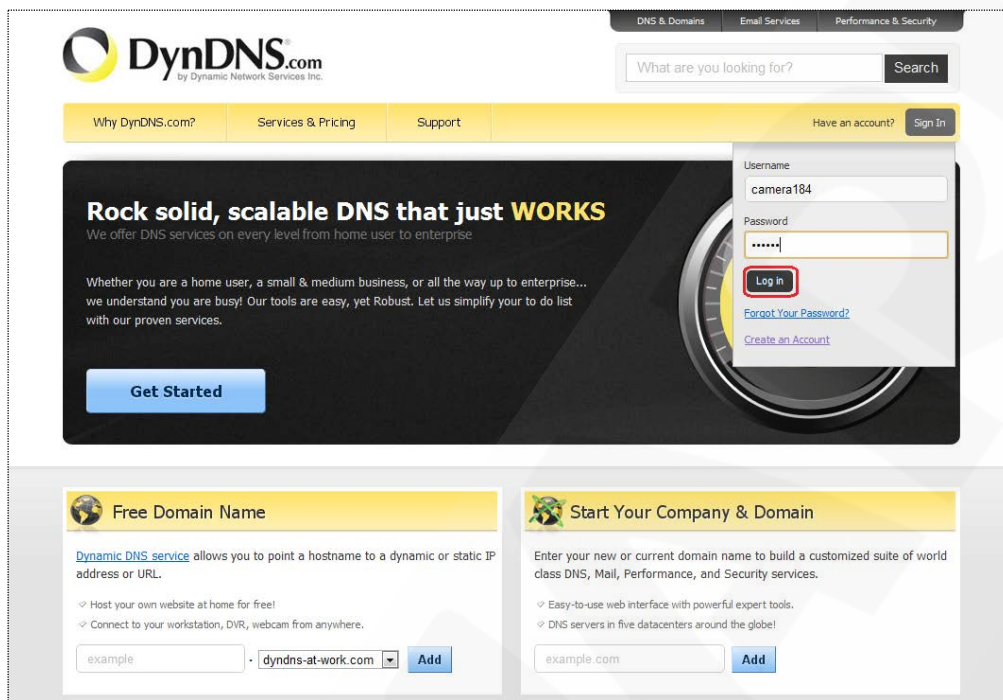 DNS & Domains Email Services Performance & Security
DynDNS.com
by Dynamic Network Services Inc.
What are you looking for? Search
Why DynDNS.com? Services & Pricing Support Have an account? Sign In
Username
camera184
Password
••••••
Log in
Forgot Your Password?
Create an Account
Rock solid, scalable DNS that just WORKS
We offer DNS services on every level from home user to enterprise
Whether you are a home user, a small & medium business, or all the way up to enterprise...
we understand you are busy! Our tools are easy, yet Robust. Let us simplify your to do list
with our proven services.
Get Started
Free Domain Name
Dynamic DNS service allows you to point a hostname to a dynamic or static IP
address or URL.
Host your own website at home for free!
Connect to your workstation, DVR, webcam from anywhere.
example . dyndns-at-work.com Add
Start Your Company & Domain
Enter your new or current domain name to build a customized suite of world
class DNS, Mail, Performance, and Security services.
Easy-to-use web interface with powerful expert tools.
DNS servers in five datacenters around the globe!
example.com Add